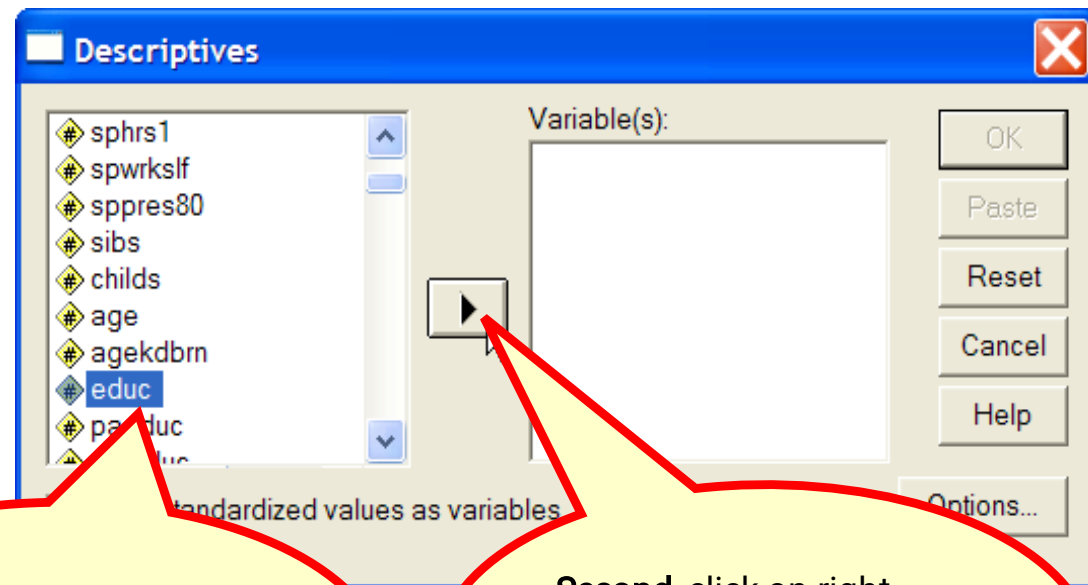 Descriptives
sphrs1
spwrkslf
sppres80
sibs
childs
age
agekdbrn
educ
Variable(s):
OK
Paste
Reset
Cancel
Help
Options...
values as variables
Second, click on right